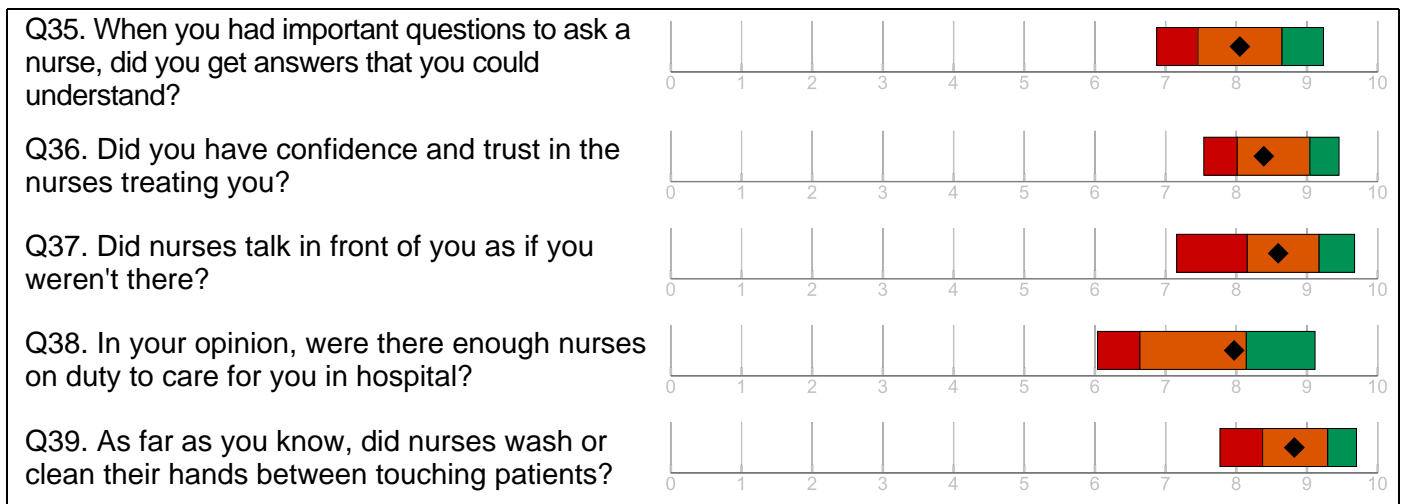 Q35. When you had important questions to ask a
nurse, did you get answers that you could
understand?
0 1 2 3 4 5 6 7 8 9 10
Q36. Did you have confidence and trust in the
nurses treating you?
0 1 2 3 4 5 6 7 8 9 10
Q37. Did nurses talk in front of you as if you
weren't there?
0 1 2 3 4 5 6 7 8 9 10
Q38. In your opinion, were there enough nurses
on duty to care for you in hospital?
0 1 2 3 4 5 6 7 8 9 10
Q39. As far as you know, did nurses wash or
clean their hands between touching patients?
0 1 2 3 4 5 6 7 8 9 10